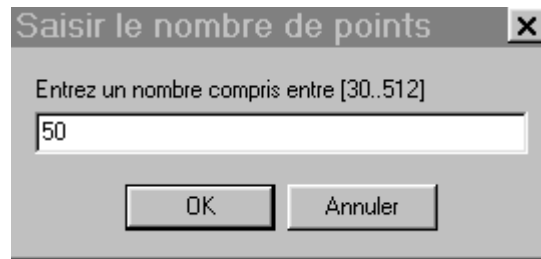 Saisir le nombre de points
Entrez un nombre compris entre [30..512]
50
OK Annuler